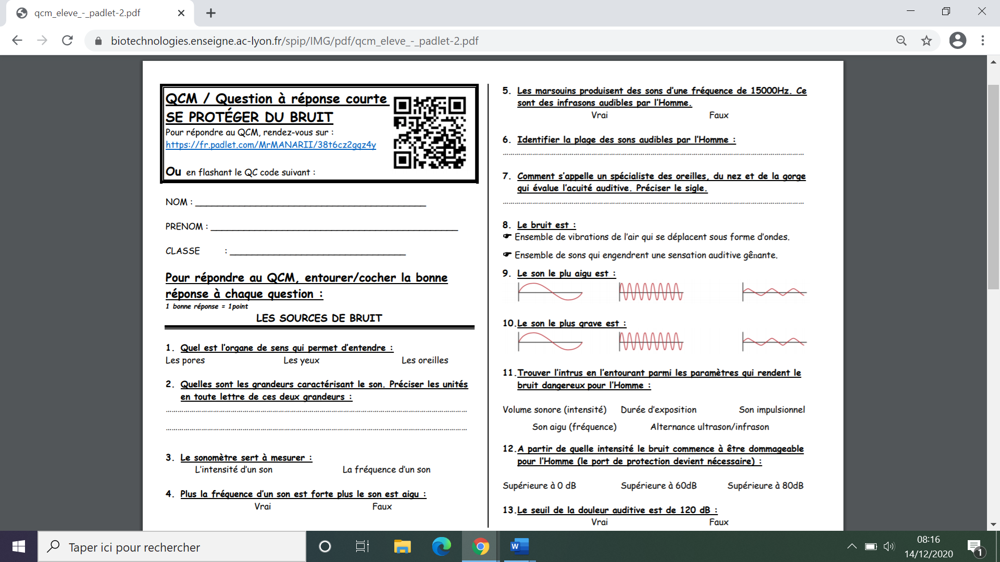 qcm_eleve_-_padlet-2.pdf
biotechnologies.enseigne.ac-lyon.fr/spip/IMG/pdf/qcm_eleve_-_padlet-2.pdf
QCM / Question à réponse courte
SE PROTÉGER DU BRUIT
Pour répondre au QCM, rendez-vous sur :
https://fr.padlet.com/MrMANARII/38t6cz2gqz4y
Ou en flashant le QC code suivant :
NOM : ________________________________________
PRENOM : ___________________________________________
CLASSE : ______________________________
Pour répondre au QCM, entourer/cocher la bonne
réponse à chaque question :
1 bonne réponse = 1point
LES SOURCES DE BRUIT
1. Quel est l'organe de sens qui permet d'entendre :
Les pores Les yeux Les oreilles
2. Quelles sont les grandeurs caractérisant le son. Préciser les unités
en toute lettre de ces deux grandeurs :
3. Le sonomètre sert à mesurer :
L'intensité d'un son La fréquence d'un son
4. Plus la fréquence d'un son est forte plus le son est aigu :
Vrai Faux
5. Les marsouins produisent des sons d'une fréquence de 15000Hz. Ce
sont des infrasons audibles par l'Homme.
Vrai Faux
6. Identifier la plage des sons audibles par l'Homme :
7. Comment s'appelle un spécialiste des oreilles, du nez et de la gorge
qui évalue l'acuité auditive. Préciser le sigle.
8. Le bruit est :
☛ Ensemble de vibrations de l'air qui se déplacent sous forme d'ondes.
☛ Ensemble de sons qui engendrent une sensation auditive gênante.
9. Le son le plu aigu est :
10. Le son le plus grave est :
11. Trouver l'intrus en l'entourant parmi les paramètres qui rendent le
bruit dangereux pour l'Homme :
Volume sonore (intensité) Durée d'exposition Son impulsionnel
Son aigu (fréquence) Alternance ultrason/infrason
12. A partir de quelle intensité le bruit commence à être dommageable
pour l'Homme (le port de protection devient nécessaire) :
Supérieure à 0 dB Supérieure à 60dB Supérieure à 80dB
13. Le seuil de la douleur auditive est de 120 dB :
Vrai Faux
Taper ici pour rechercher
W
08:16
14/12/2020
1